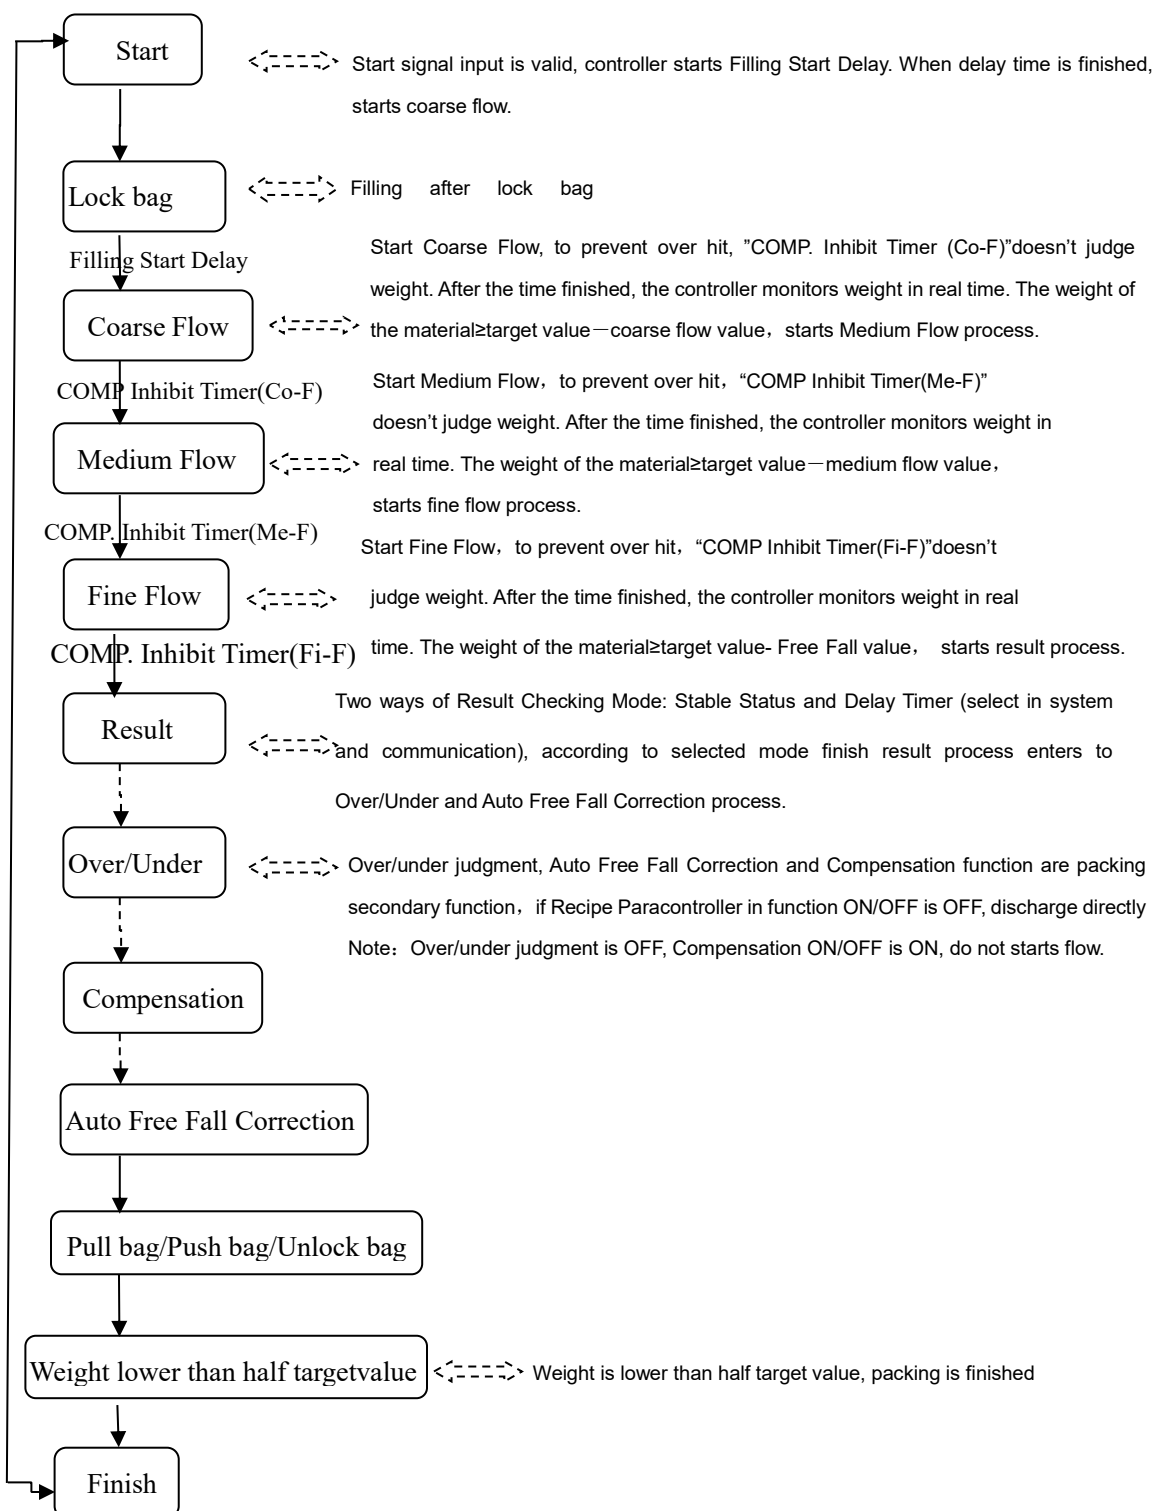 Start
Start signal input is valid, controller starts Filling Start Delay. When delay time is finished,
starts coarse flow.
Lock bag
Filling after lock bag
Filling Start Delay
Start Coarse Flow, to prevent over hit, ”COMP. Inhibit Timer (Co-F)”doesn’t judge
weight. After the time finished, the controller monitors weight in real time. The weight of
the material≥target value－coarse flow value，starts Medium Flow process.
Coarse Flow
COMP Inhibit Timer(Co-F)
Start Medium Flow，to prevent over hit，“COMP Inhibit Timer(Me-F)”
doesn’t judge weight. After the time finished, the controller monitors weight in
real time. The weight of the material≥target value－medium flow value，
starts fine flow process.
Medium Flow
COMP. Inhibit Timer(Me-F)
Start Fine Flow，to prevent over hit，“COMP Inhibit Timer(Fi-F)”doesn’t
judge weight. After the time finished, the controller monitors weight in real
time. The weight of the material≥target value- Free Fall value， starts result process.
Fine Flow
COMP. Inhibit Timer(Fi-F)
Two ways of Result Checking Mode: Stable Status and Delay Timer (select in system
and communication), according to selected mode finish result process enters to
Over/Under and Auto Free Fall Correction process.
Result
Over/Under
Over/under judgment, Auto Free Fall Correction and Compensation function are packing
secondary function，if Recipe Paracontroller in function ON/OFF is OFF, discharge directly
Note：Over/under judgment is OFF, Compensation ON/OFF is ON, do not starts flow.
Compensation
Auto Free Fall Correction
Pull bag/Push bag/Unlock bag
Weight lower than half targetvalue
Weight is lower than half target value, packing is finished
Finish